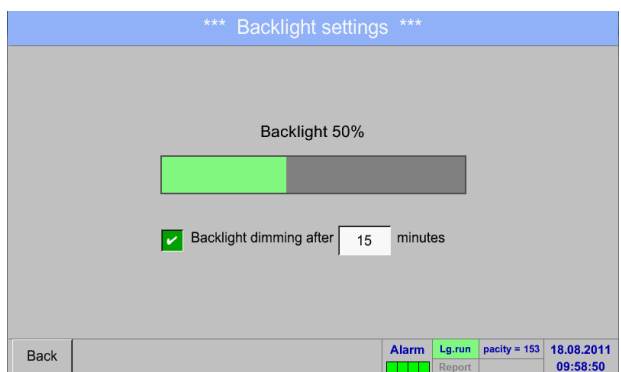 *** Backlight settings ***
Backlight 50%
Backlight dimming after 15 minutes
Back
Alarm Lg.run pacity = 153 18.08.2011
Report 09:58:50